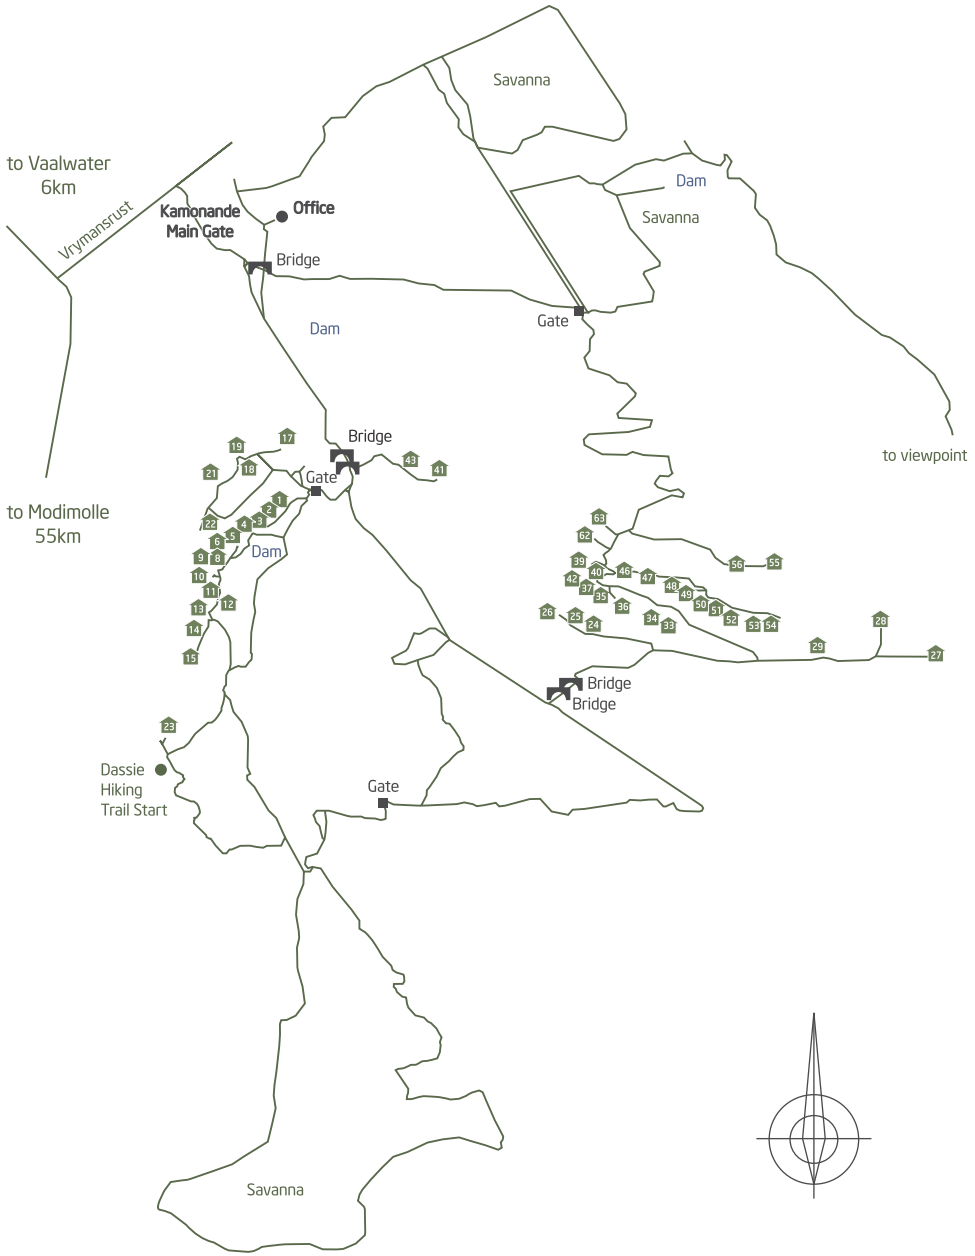 Savanna
to Vaalwater
6km
Dam
Vrymansrust
Kamonande
Main Gate
Office
Savanna
Bridge
Gate
Dam
Bridge
to viewpoint
17
19
18
21
43
41
Gate
to Modimolle
55km
1
2
3
4
5
6
22
Dam
9
8
10
11
12
13
14
15
63
62
39
40
46
47
56
55
42
37
35
36
48
49
50
51
52
53
54
26
25
24
34
33
29
28
27
Bridge
Bridge
23
Dassie
Hiking
Trail Start
Gate
Savanna